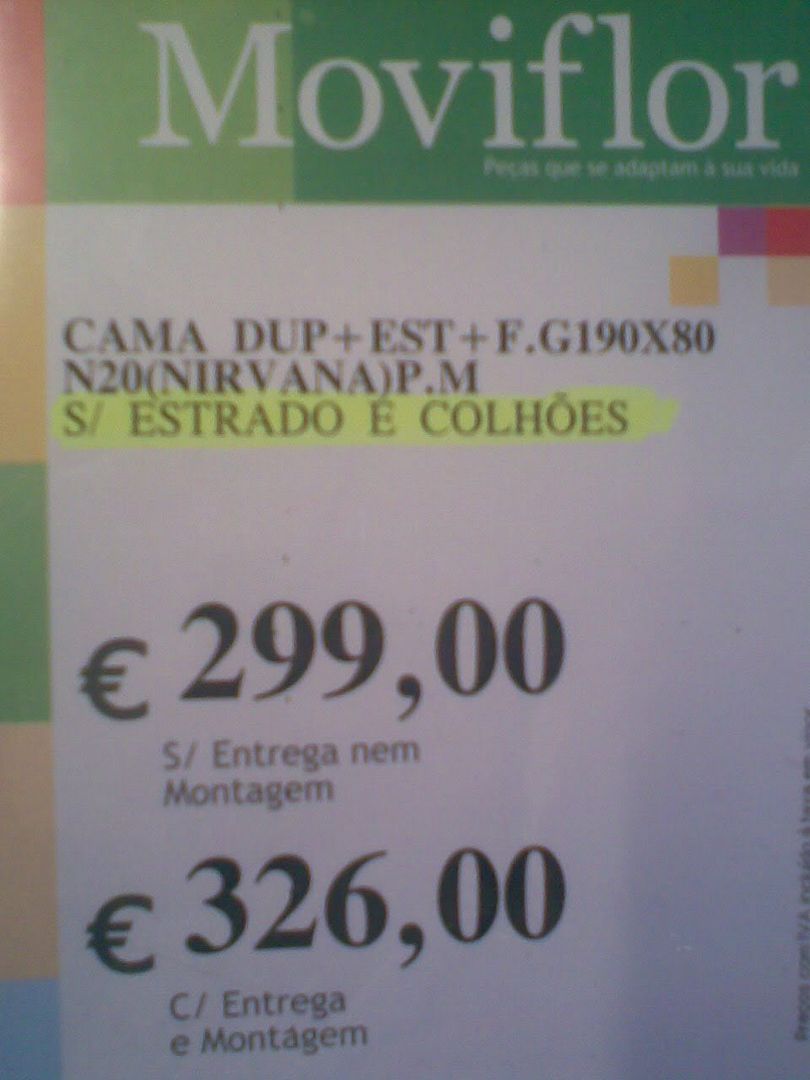 Moviflor
Peças que se adaptam à sua vida
CAMA DUP+EST+F.G190X80
N20(NIRVANA)P.M
S/ ESTRADO E COLHÕES
€ 299,00
S/ Entrega nem
Montagem
€ 326,00
C/ Entrega
e Montagem